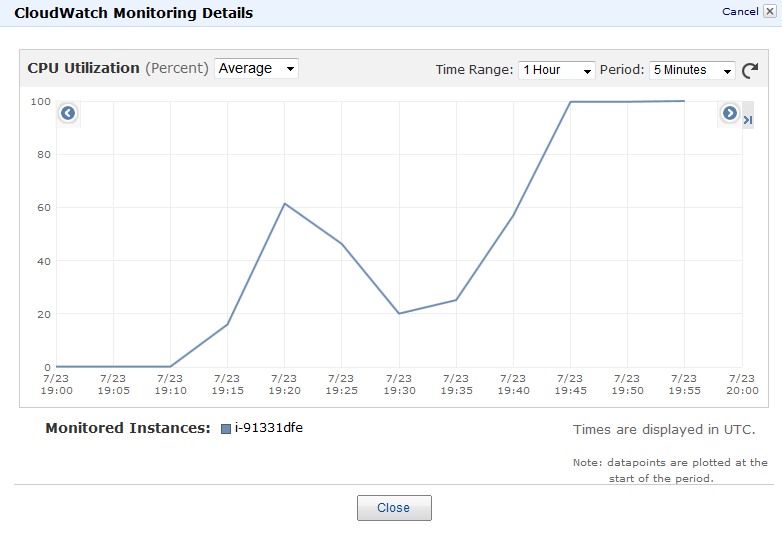 CloudWatch Monitoring Details
Cancel
CPU Utilization (Percent) Average
Time Range: 1 Hour Period: 5 Minutes
100
80
60
40
20
0
7/23 7/23 7/23 7/23 7/23 7/23 7/23 7/23 7/23 7/23 7/23 7/23 7/23
19:00 19:05 19:10 19:15 19:20 19:25 19:30 19:35 19:40 19:45 19:50 19:55 20:00
Monitored Instances: i-91331dfe
Times are displayed in UTC.
Note: datapoints are plotted at the
start of the period.
Close